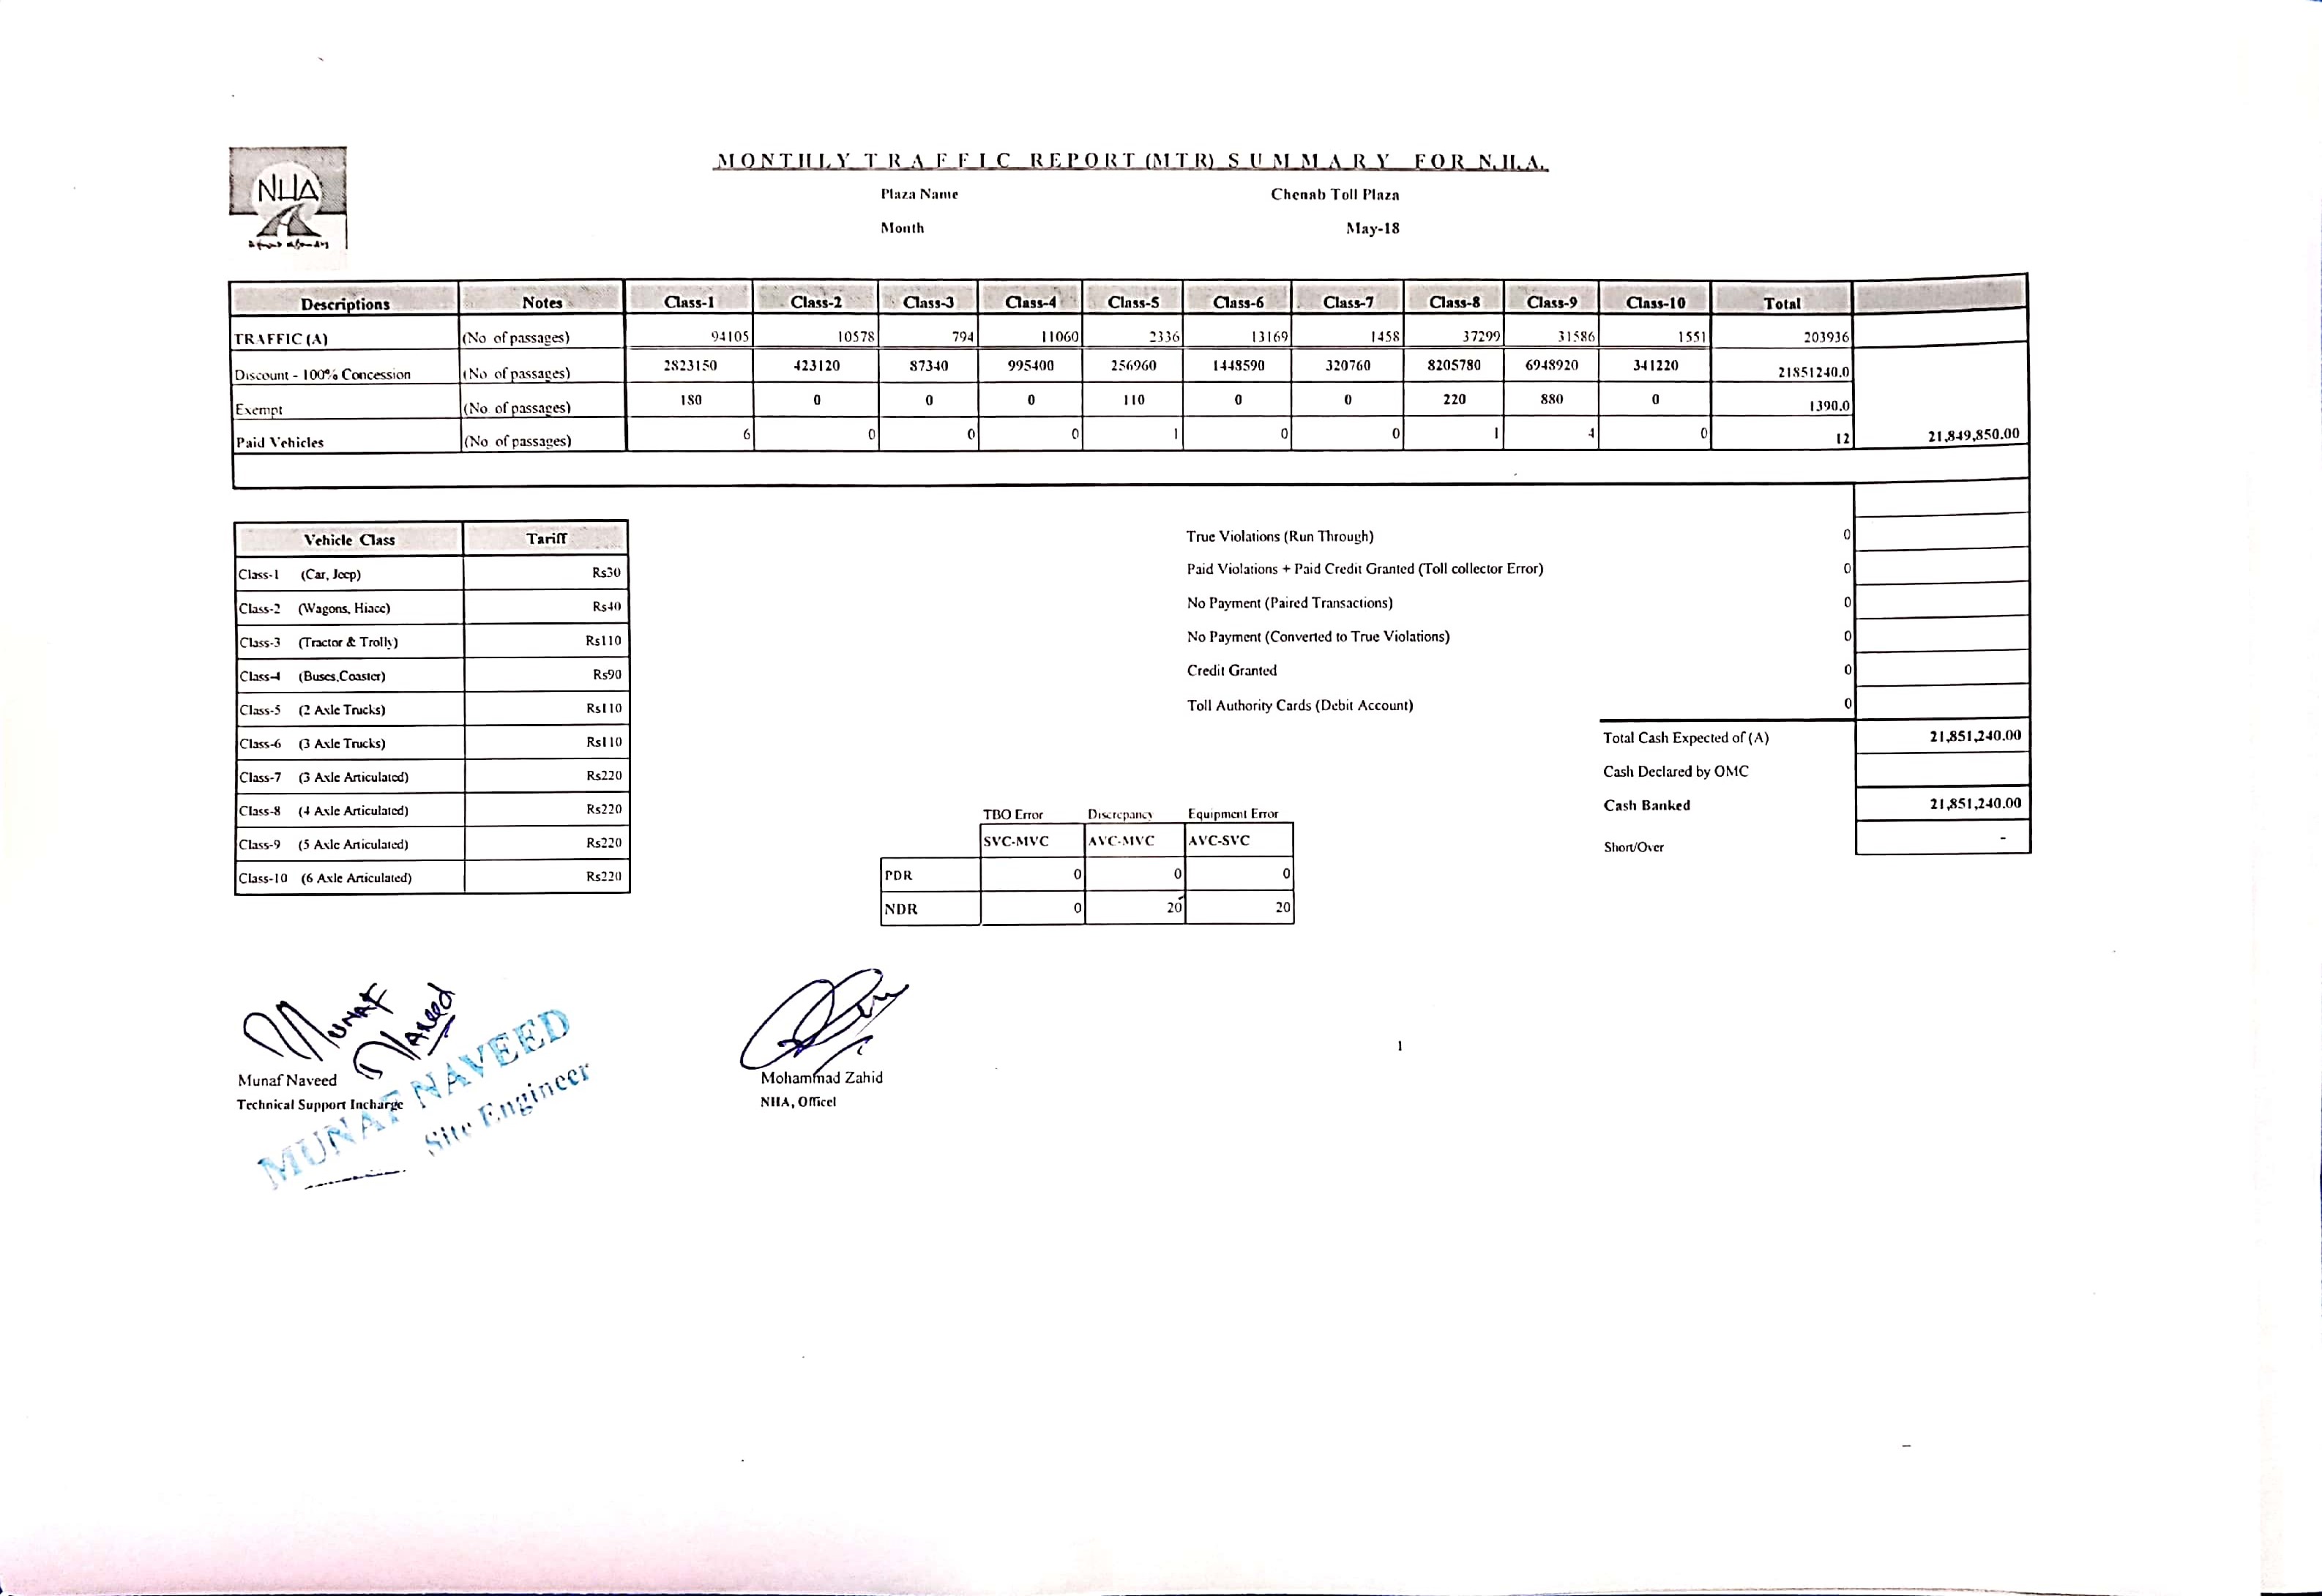 MONTHLY TRAFFIC REPORT (MTR) SUMMARY FOR N.H.A.
NHA
Plaza Name Chenab Toll Plaza
Month May-18
Descriptions Notes Class-1 Class-2 Class-3 Class-4 Class-5 Class-6 Class-7 Class-8 Class-9 Class-10 Total
TRAFFIC (A) (No of passages) 94105 10578 794 11060 2336 13169 1458 37299 31586 1551 203936
Discount - 100% Concession (No of passages) 2823150 423120 87340 995400 256960 1448590 320760 8205780 6948920 341220 21851240.0
Exempt (No of passages) 180 0 0 0 110 0 0 220 880 0 1390.0
Paid Vehicles (No of passages) 6 0 0 0 1 0 0 1 4 0 12 21,849,850.00
Vehicle Class Tariff
Class-1 (Car, Jeep) Rs30
Class-2 (Wagons, Hiace) Rs40
Class-3 (Tractor & Trolly) Rs110
Class-4 (Buses,Coaster) Rs90
Class-5 (2 Axle Trucks) Rs110
Class-6 (3 Axle Trucks) Rs110
Class-7 (3 Axle Articulated) Rs220
Class-8 (4 Axle Articulated) Rs220
Class-9 (5 Axle Articulated) Rs220
Class-10 (6 Axle Articulated) Rs220
True Violations (Run Through) 0
Paid Violations + Paid Credit Granted (Toll collector Error) 0
No Payment (Paired Transactions) 0
No Payment (Converted to True Violations) 0
Credit Granted 0
Toll Authority Cards (Debit Account) 0
Total Cash Expected of (A) 21,851,240.00
Cash Declared by OMC
Cash Banked 21,851,240.00
Short/Over -
TBO Error Discrepancy Equipment Error
SVC-MVC AVC-MVC AVC-SVC
PDR 0 0 0
NDR 0 20 20
Munaf
Naveed
Munaf Naveed
Technical Support Incharge
MUNAF NAVEED
Site Engineer
Mohammad Zahid
NHA, Officel
1